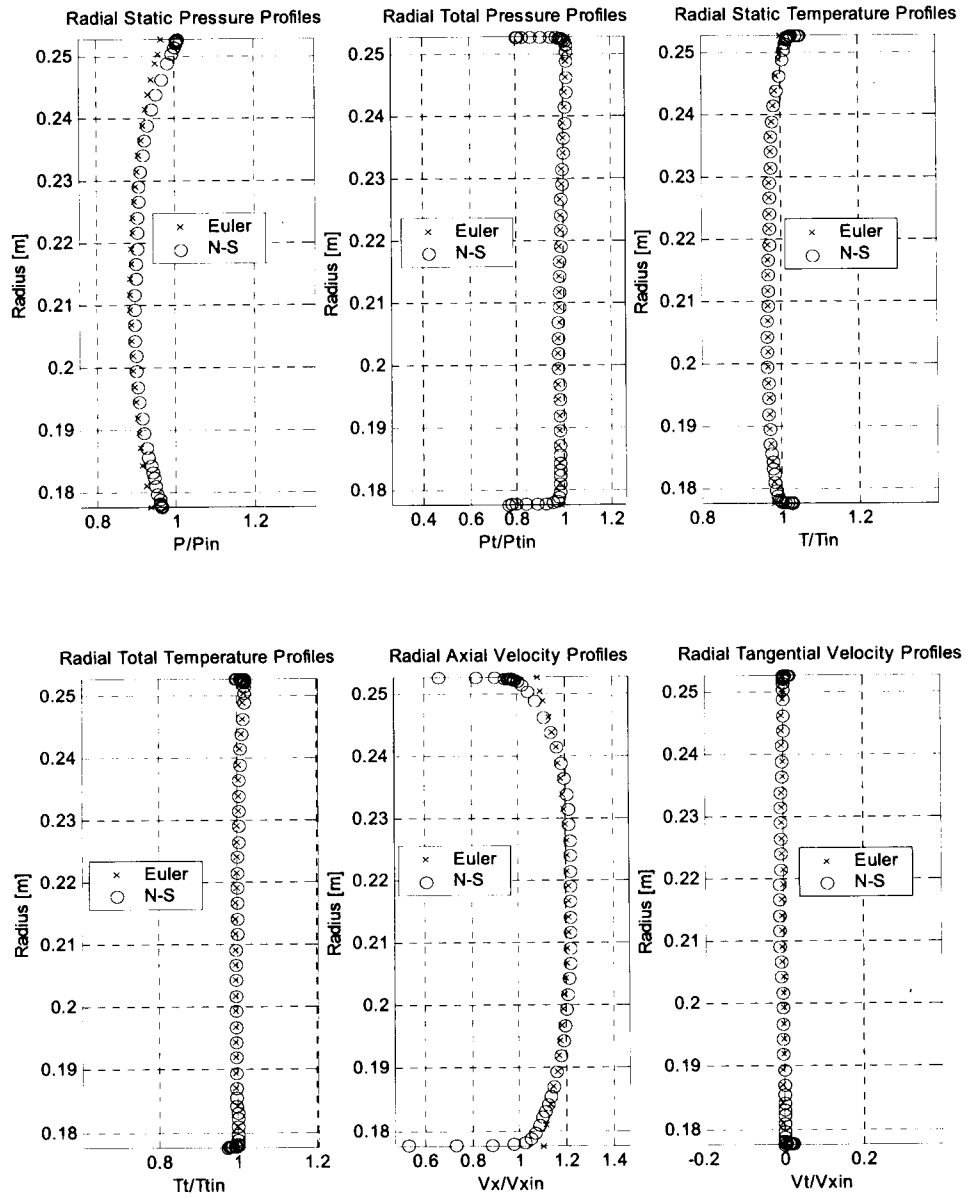 Radial Static Pressure Profiles
Radius [m]
0.25
0.24
0.23
0.22
0.21
0.2
0.19
0.18
× Euler
○ N-S
0.8 1 1.2
P/Pin
Radial Total Pressure Profiles
Radius [m]
0.25
0.24
0.23
0.22
0.21
0.2
0.19
0.18
× Euler
○ N-S
0.4 0.6 0.8 1 1.2
Pt/Ptin
Radial Static Temperature Profiles
Radius [m]
0.25
0.24
0.23
0.22
0.21
0.2
0.19
0.18
× Euler
○ N-S
0.8 1 1.2
T/Tin
Radial Total Temperature Profiles
Radius [m]
0.25
0.24
0.23
0.22
0.21
0.2
0.19
0.18
× Euler
○ N-S
0.8 1 1.2
Tt/Ttin
Radial Axial Velocity Profiles
Radius [m]
0.25
0.24
0.23
0.22
0.21
0.2
0.19
0.18
× Euler
○ N-S
0.6 0.8 1 1.2 1.4
Vx/Vxin
Radial Tangential Velocity Profiles
Radius [m]
0.25
0.24
0.23
0.22
0.21
0.2
0.19
0.18
× Euler
○ N-S
-0.2 0 0.2
Vt/Vxin